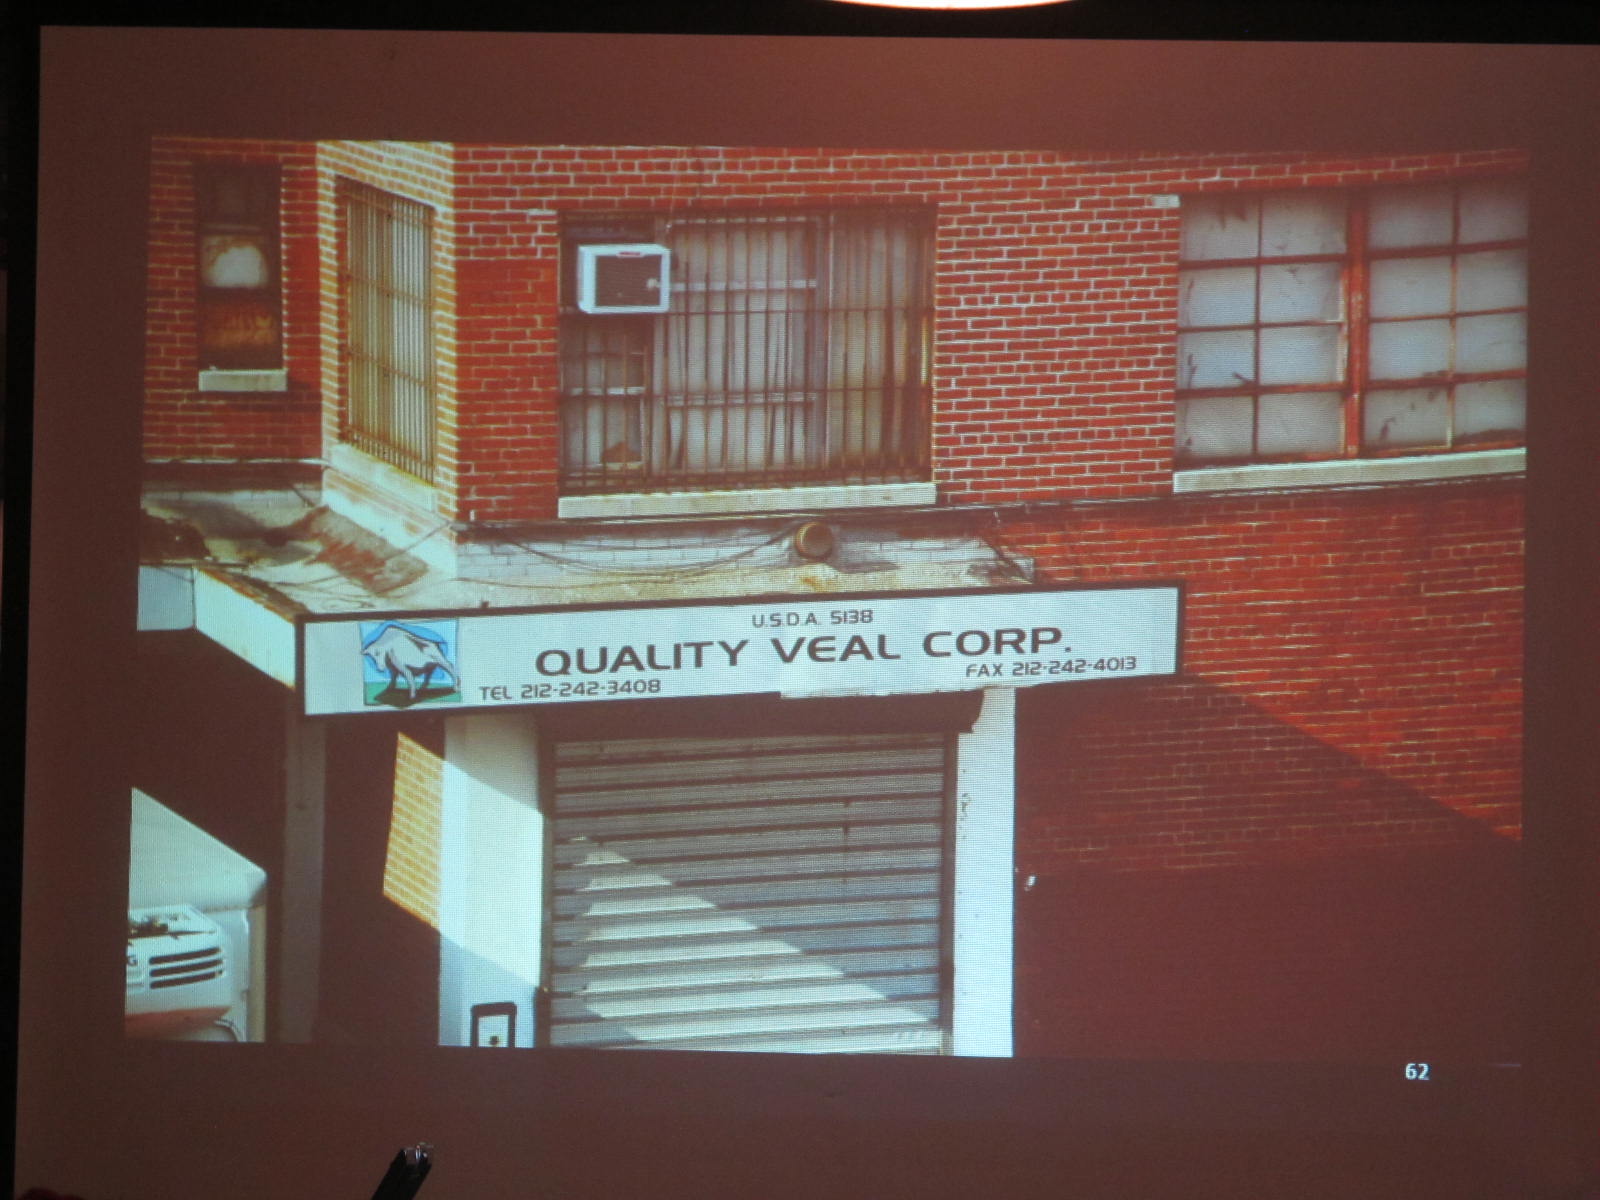 U.S.D.A. 5138
QUALITY VEAL CORP.
TEL 212-242-3408
FAX 212-242-4013
62